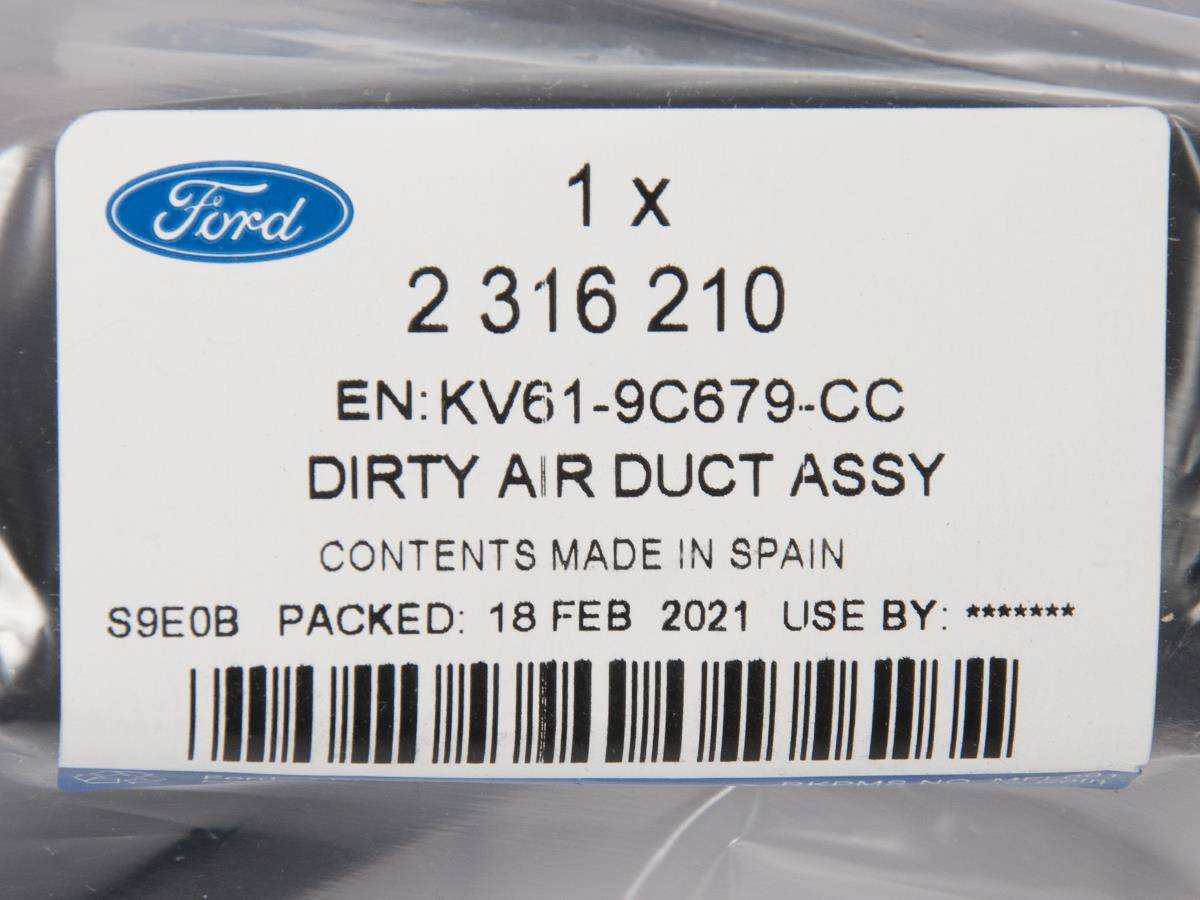 Ford
1 x
2 316 210
EN: KV61-9C679-CC
DIRTY AIR DUCT ASSY
CONTENTS MADE IN SPAIN
S9E0B PACKED: 18 FEB 2021 USE BY: *******
Ford